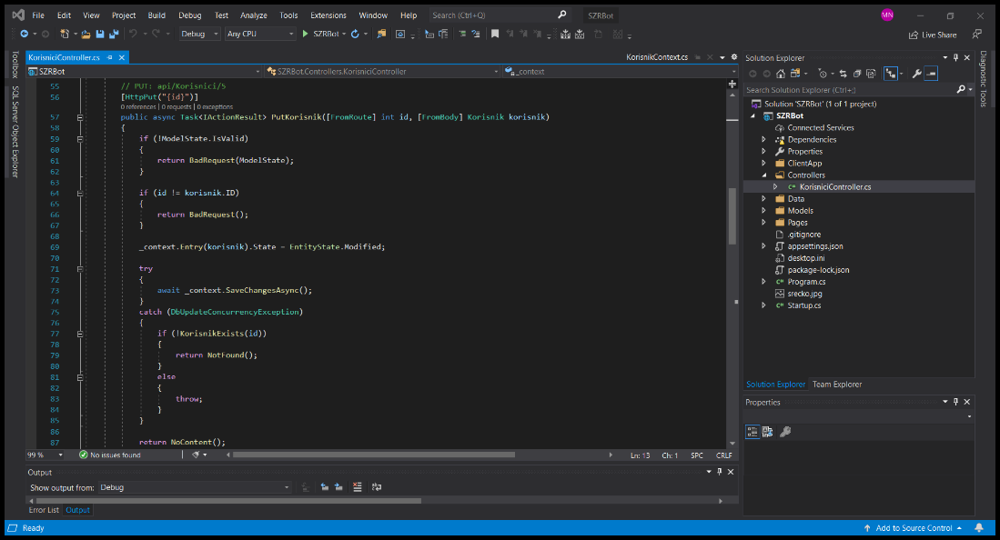 File Edit View Project Build Debug Test Analyze Tools Extensions Window Help Search (Ctrl+Q) SZRBot MN
Debug Any CPU SZRBot Live Share
Toolbox
SQL Server Object Explorer
KorisniciController.cs KorisnikContext.cs
SZRBot SZRBot.Controllers.KorisniciController _context
55 // PUT: api/Korisnici/5
56 [HttpPut("{id}")]
0 references | 0 requests | 0 exceptions
57 public async Task<IActionResult> PutKorisnik([FromRoute] int id, [FromBody] Korisnik korisnik)
58 {
59 if (!ModelState.IsValid)
60 {
61 return BadRequest(ModelState);
62 }
63
64 if (id != korisnik.ID)
65 {
66 return BadRequest();
67 }
68
69 _context.Entry(korisnik).State = EntityState.Modified;
70
71 try
72 {
73 await _context.SaveChangesAsync();
74 }
75 catch (DbUpdateConcurrencyException)
76 {
77 if (!KorisnikExists(id))
78 {
79 return NotFound();
80 }
81 else
82 {
83 throw;
84 }
85 }
86
87 return NoContent();
99 % No issues found Ln: 13 Ch: 1 SPC CRLF
Output
Show output from: Debug
Error List Output
Solution Explorer
Search Solution Explorer (Ctrl+;)
Solution 'SZRBot' (1 of 1 project)
SZRBot
Connected Services
Dependencies
Properties
ClientApp
Controllers
C# KorisniciController.cs
Data
Models
Pages
.gitignore
appsettings.json
desktop.ini
package-lock.json
C# Program.cs
srecko.jpg
C# Startup.cs
Solution Explorer Team Explorer
Properties
Diagnostic Tools
Ready Add to Source Control